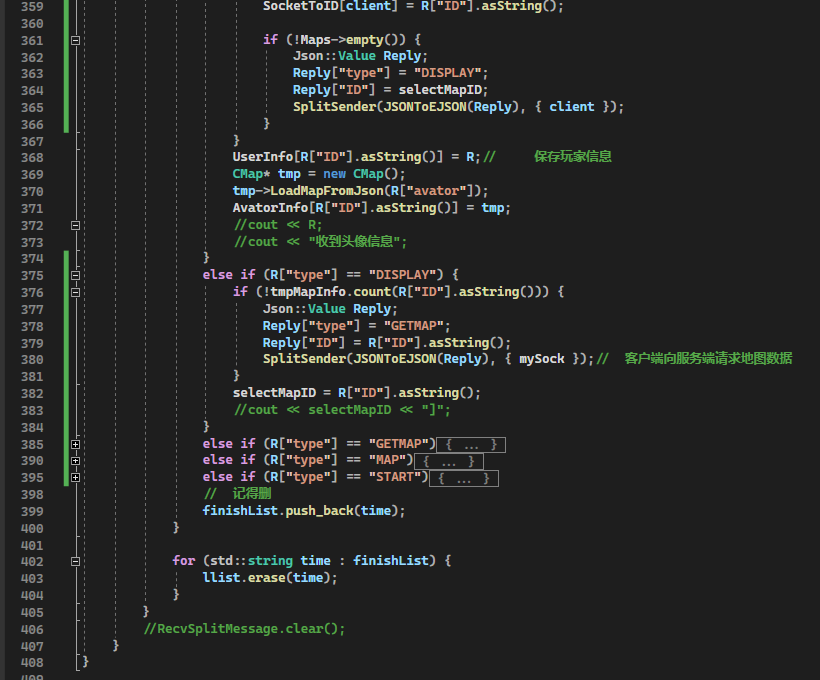 359 SocketToID[client] = R["ID"].asString();
360
361 if (!Maps->empty()) {
362 Json::Value Reply;
363 Reply["type"] = "DISPLAY";
364 Reply["ID"] = selectMapID;
365 SplitSender(JSONToEJSON(Reply), { client });
366 }
367 }
368 UserInfo[R["ID"].asString()] = R;// 保存玩家信息
369 CMap* tmp = new CMap();
370 tmp->LoadMapFromJson(R["avator"]);
371 AvatorInfo[R["ID"].asString()] = tmp;
372 //cout << R;
373 //cout << "收到头像信息";
374 }
375 else if (R["type"] == "DISPLAY") {
376 if (!tmpMapInfo.count(R["ID"].asString())) {
377 Json::Value Reply;
378 Reply["type"] = "GETMAP";
379 Reply["ID"] = R["ID"].asString();
380 SplitSender(JSONToEJSON(Reply), { mySock });// 客户端向服务端请求地图数据
381 }
382 selectMapID = R["ID"].asString();
383 //cout << selectMapID << "]";
384 }
385 else if (R["type"] == "GETMAP") { ... }
390 else if (R["type"] == "MAP") { ... }
395 else if (R["type"] == "START") { ... }
398 // 记得删
399 finishList.push_back(time);
400 }
401
402 for (std::string time : finishList) {
403 llist.erase(time);
404 }
405 }
406 //RecvSplitMessage.clear();
407 }
408 }